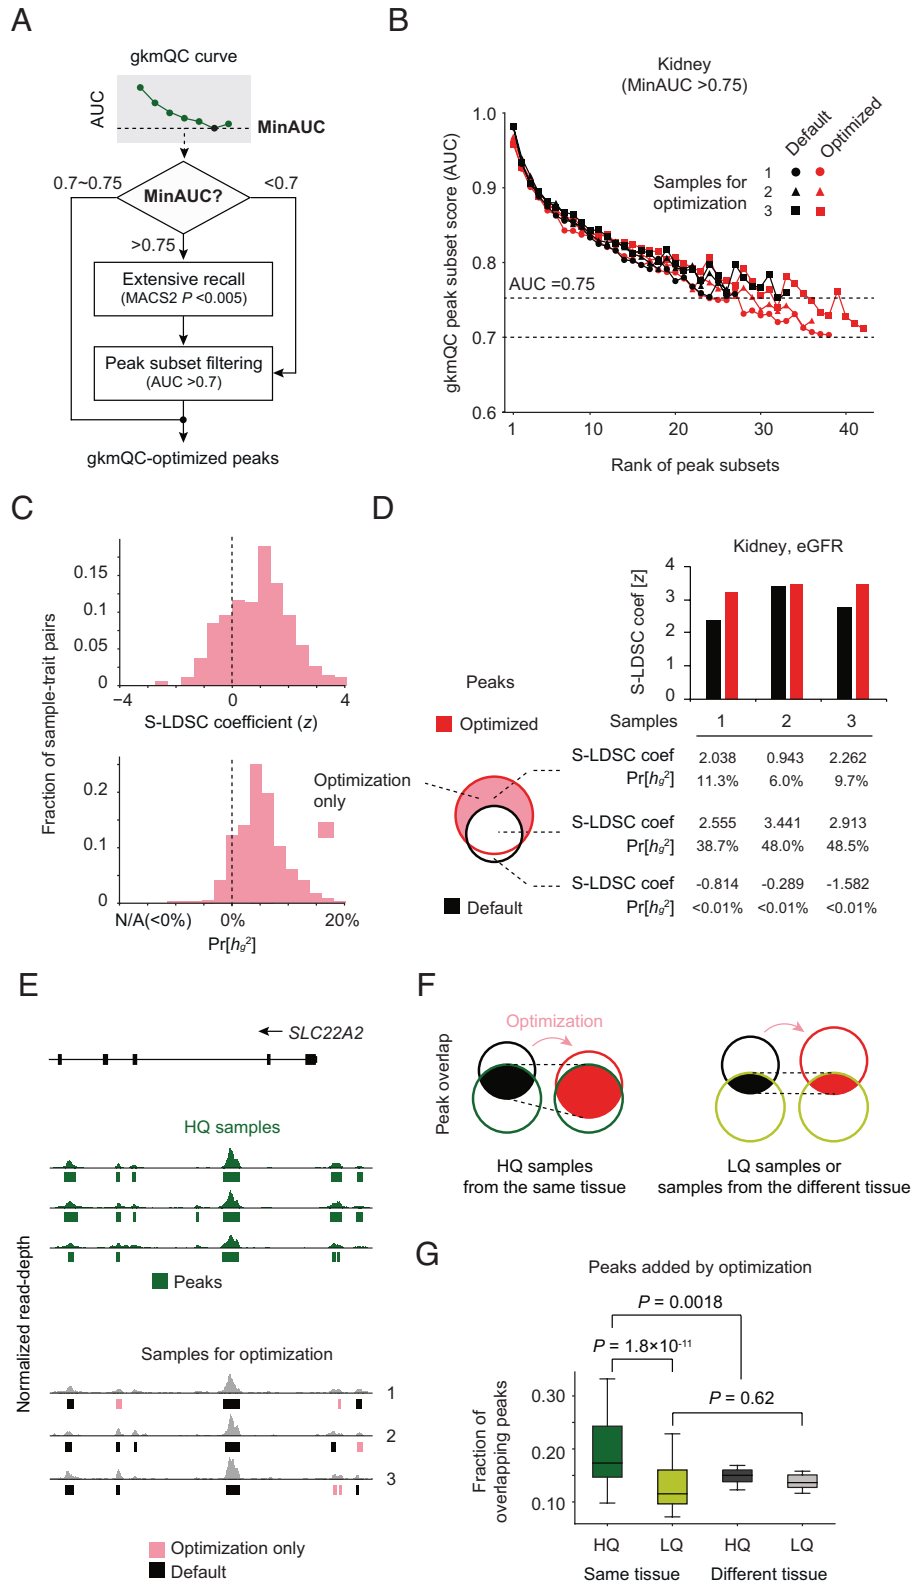 A
gkmQC curve
AUC
MinAUC
0.7~0.75
MinAUC?
<0.7
>0.75
Extensive recall
(MACS2 P <0.005)
Peak subset filtering
(AUC >0.7)
gkmQC-optimized peaks
B
Kidney
(MinAUC >0.75)
gkmQC peak subset score (AUC)
1.0
0.9
0.8
0.7
0.6
Default
Optimized
Samples for
optimization
1
2
3
AUC =0.75
1
10
20
30
40
Rank of peak subsets
C
Fraction of sample-trait pairs
0.15
0.1
0.05
0
−4
0
4
S-LDSC coefficient (z)
0.2
0.1
0
N/A(<0%)
0%
20%
Pr[hg²]
Optimization
only
D
Kidney, eGFR
S-LDSC coef [z]
4
3
2
1
0
Peaks
Optimized
Default
Samples 1 2 3
S-LDSC coef 2.038 0.943 2.262
Pr[hg²] 11.3% 6.0% 9.7%
S-LDSC coef 2.555 3.441 2.913
Pr[hg²] 38.7% 48.0% 48.5%
S-LDSC coef -0.814 -0.289 -1.582
Pr[hg²] <0.01% <0.01% <0.01%
E
SLC22A2
Normalized read-depth
HQ samples
Peaks
Samples for optimization
1
2
3
Optimization only
Default
F
Optimization
Peak overlap
HQ samples
from the same tissue
LQ samples or
samples from the different tissue
G
Peaks added by optimization
P = 0.0018
P = 1.8×10-11
P = 0.62
Fraction of
overlapping peaks
0.30
0.20
0.10
HQ LQ HQ LQ
Same tissue Different tissue